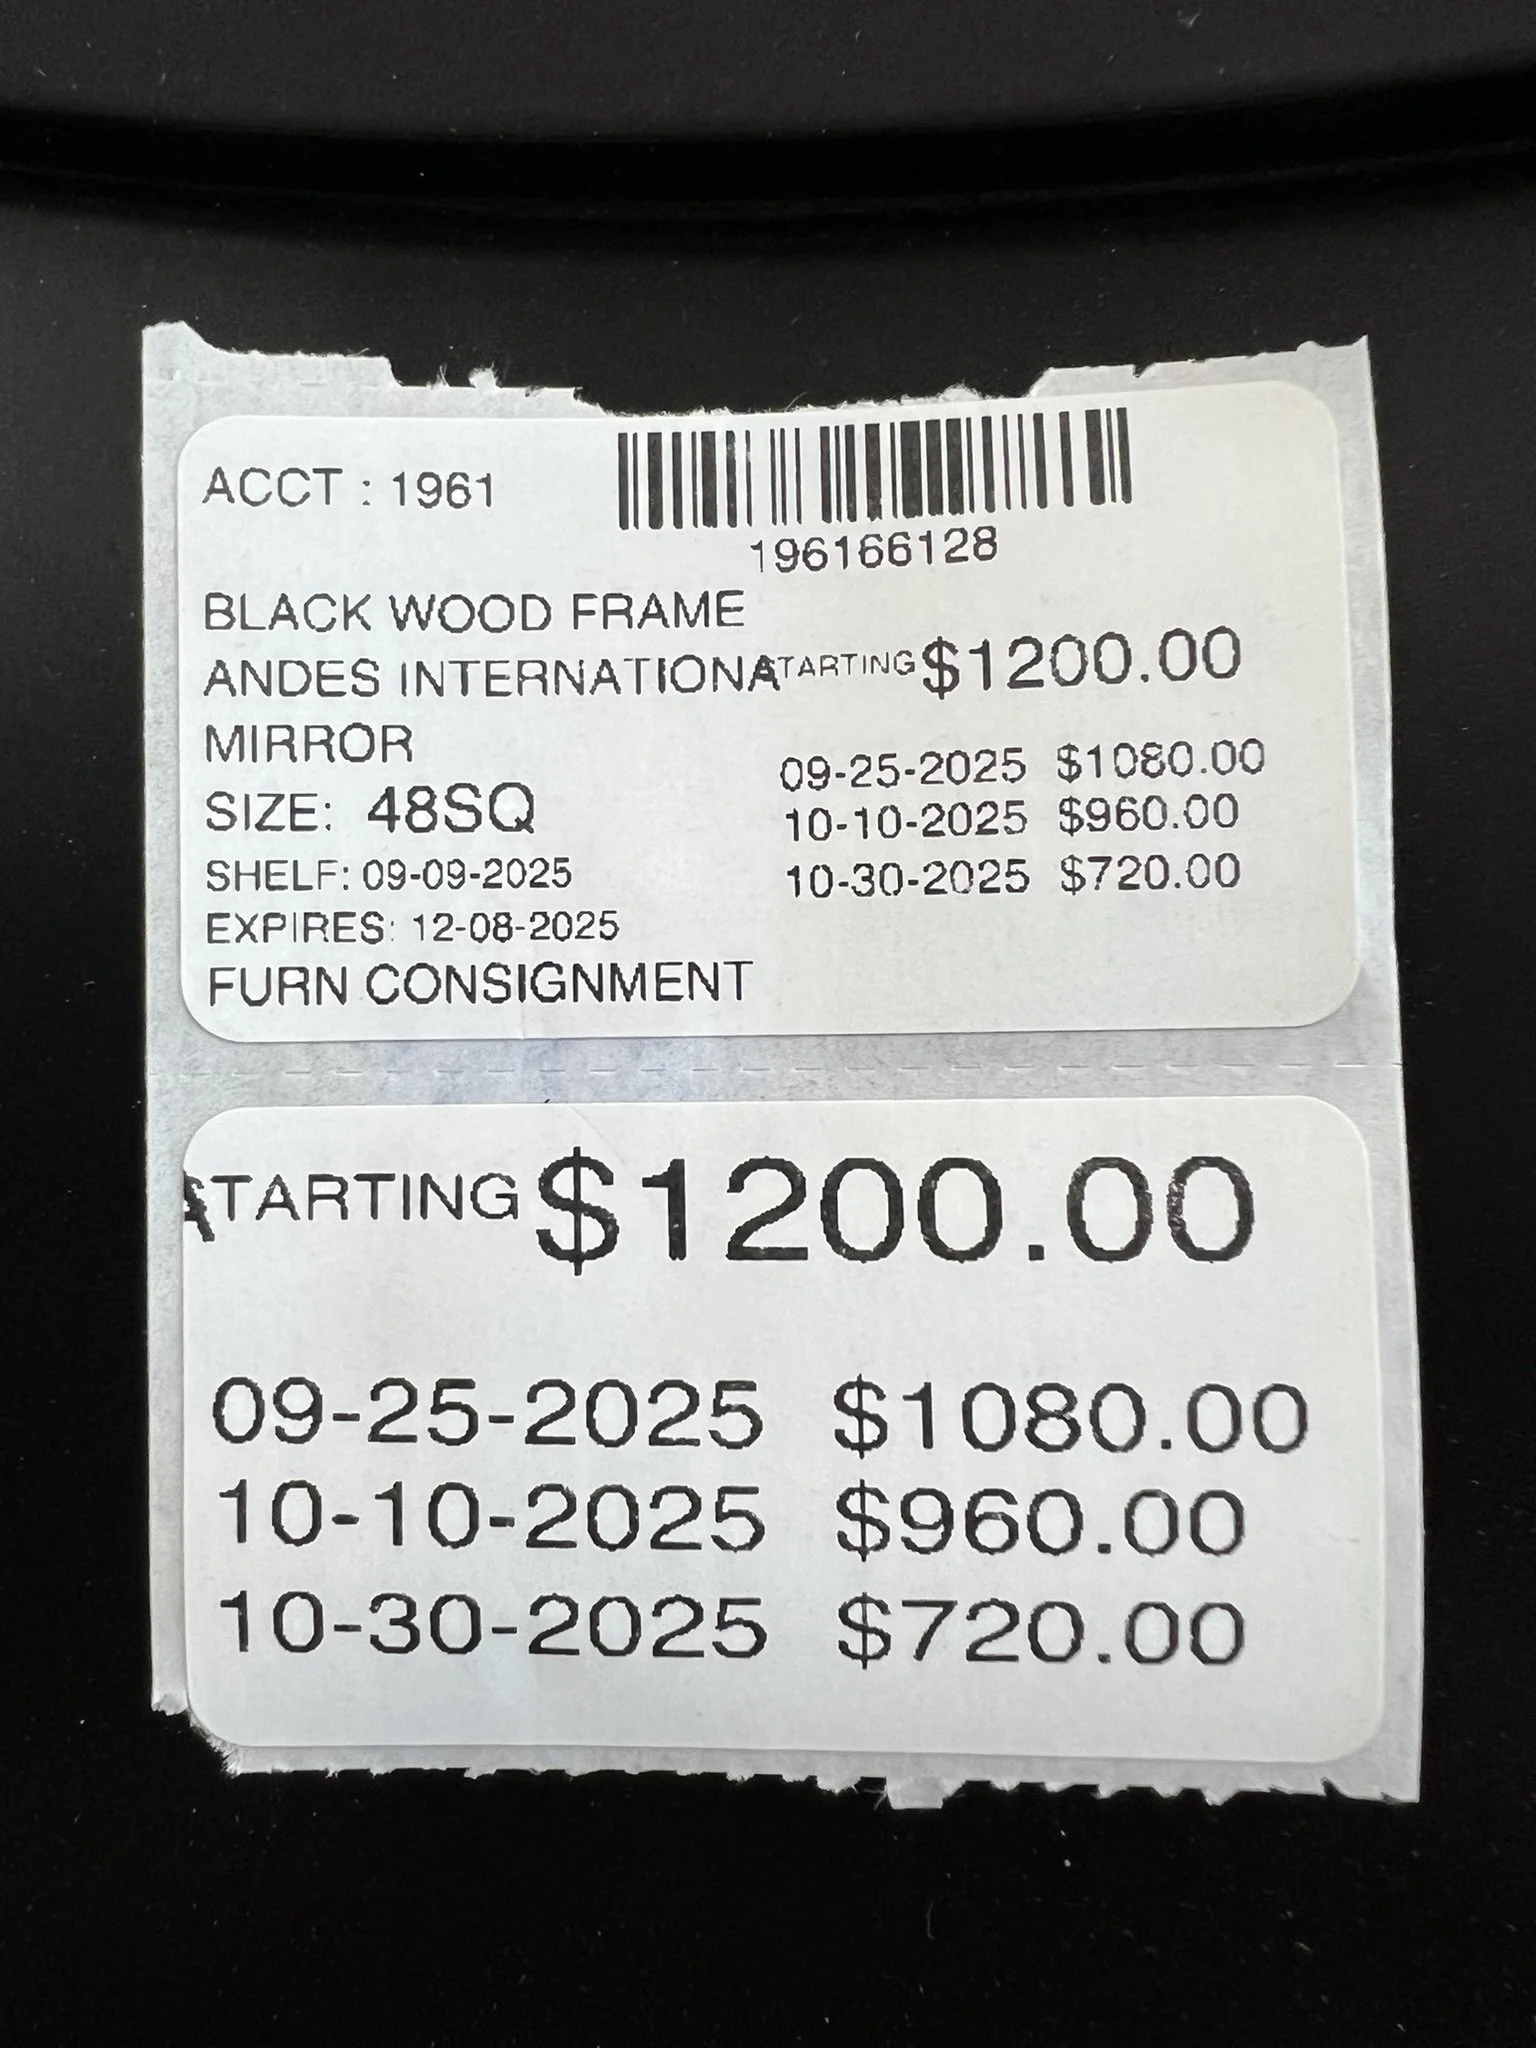 ACCT : 1961
196166128
BLACK WOOD FRAME
ANDES INTERNATIONA
STARTING $1200.00
MIRROR
SIZE: 48SQ
SHELF: 09-09-2025
EXPIRES: 12-08-2025
FURN CONSIGNMENT
09-25-2025 $1080.00
10-10-2025 $960.00
10-30-2025 $720.00
STARTING $1200.00
09-25-2025 $1080.00
10-10-2025 $960.00
10-30-2025 $720.00